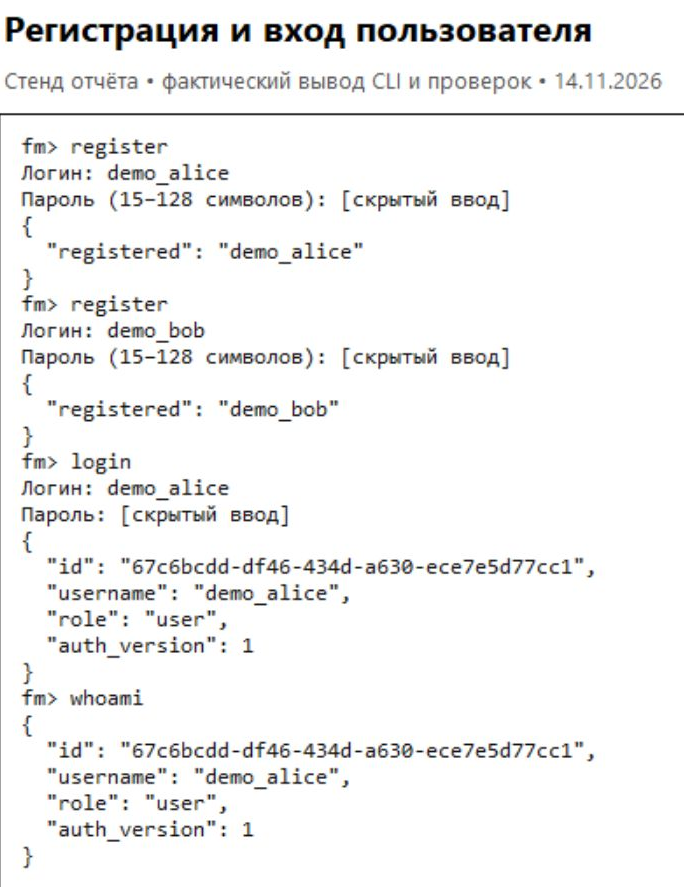 Регистрация и вход пользователя
Стенд отчёта • фактический вывод CLI и проверок • 14.11.2026
fm> register
Логин: demo_alice
Пароль (15–128 символов): [скрытый ввод]
{
  "registered": "demo_alice"
}
fm> register
Логин: demo_bob
Пароль (15–128 символов): [скрытый ввод]
{
  "registered": "demo_bob"
}
fm> login
Логин: demo_alice
Пароль: [скрытый ввод]
{
  "id": "67c6bcdd-df46-434d-a630-ece7e5d77cc1",
  "username": "demo_alice",
  "role": "user",
  "auth_version": 1
}
fm> whoami
{
  "id": "67c6bcdd-df46-434d-a630-ece7e5d77cc1",
  "username": "demo_alice",
  "role": "user",
  "auth_version": 1
}